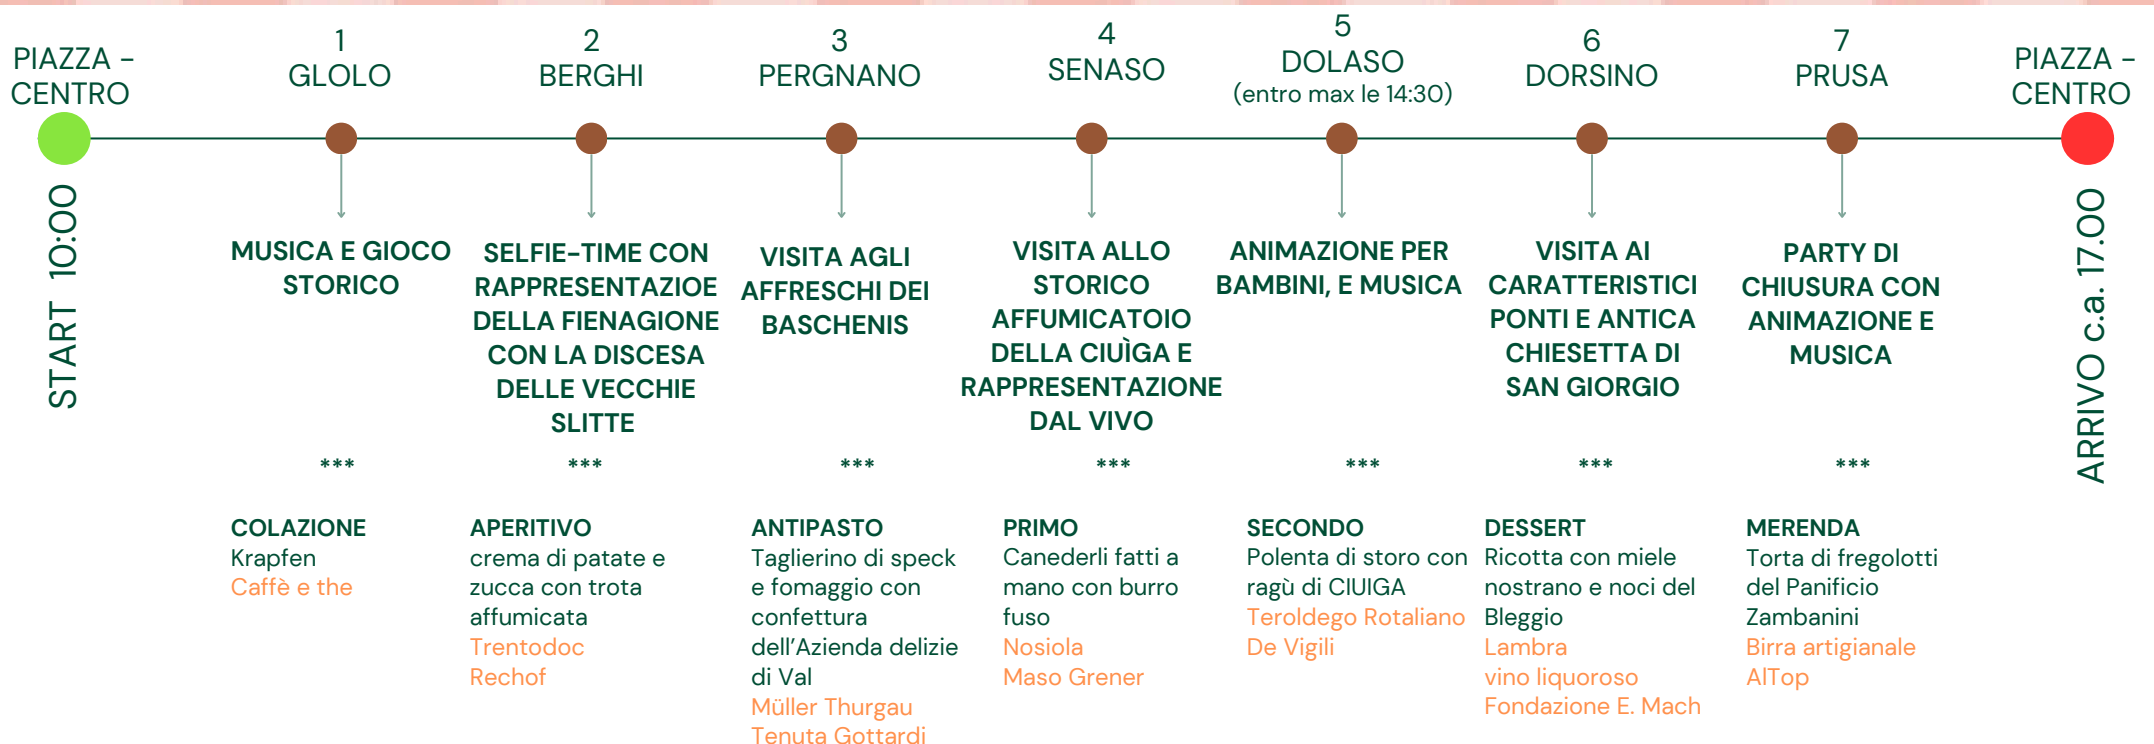 PIAZZA -
CENTRO
START 10:00
1
GLOLO
MUSICA E GIOCO
STORICO
***
COLAZIONE
Krapfen
Caffè e the
2
BERGHI
SELFIE-TIME CON
RAPPRESENTAZIOE
DELLA FIENAGIONE
CON LA DISCESA
DELLE VECCHIE
SLITTE
***
APERITIVO
crema di patate e
zucca con trota
affumicata
Trentodoc
Rechof
3
PERGNANO
VISITA AGLI
AFFRESCHI DEI
BASCHENIS
***
ANTIPASTO
Taglierino di speck
e fomaggio con
confettura
dell'Azienda delizie
di Val
Müller Thurgau
Tenuta Gottardi
4
SENASO
VISITA ALLO
STORICO
AFFUMICATOIO
DELLA CIUÌGA E
RAPPRESENTAZIONE
DAL VIVO
***
PRIMO
Canederli fatti a
mano con burro
fuso
Nosiola
Maso Grener
5
DOLASO
(entro max le 14:30)
ANIMAZIONE PER
BAMBINI, E MUSICA
***
SECONDO
Polenta di storo con
ragù di CIUIGA
Teroldego Rotaliano
De Vigili
6
DORSINO
VISITA AI
CARATTERISTICI
PONTI E ANTICA
CHIESETTA DI
SAN GIORGIO
***
DESSERT
Ricotta con miele
nostrano e noci del
Bleggio
Lambra
vino liquoroso
Fondazione E. Mach
7
PRUSA
PARTY DI
CHIUSURA CON
ANIMAZIONE E
MUSICA
***
MERENDA
Torta di fregolotti
del Panificio
Zambanini
Birra artigianale
AlTop
PIAZZA -
CENTRO
ARRIVO c.a. 17.00